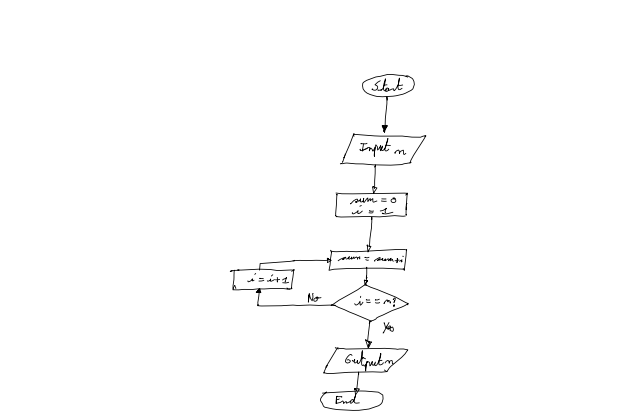 Start
Input n
sum = 0
i = 1
sum = sum+i
i = i+1
No
i == n?
Yes
Output n
End